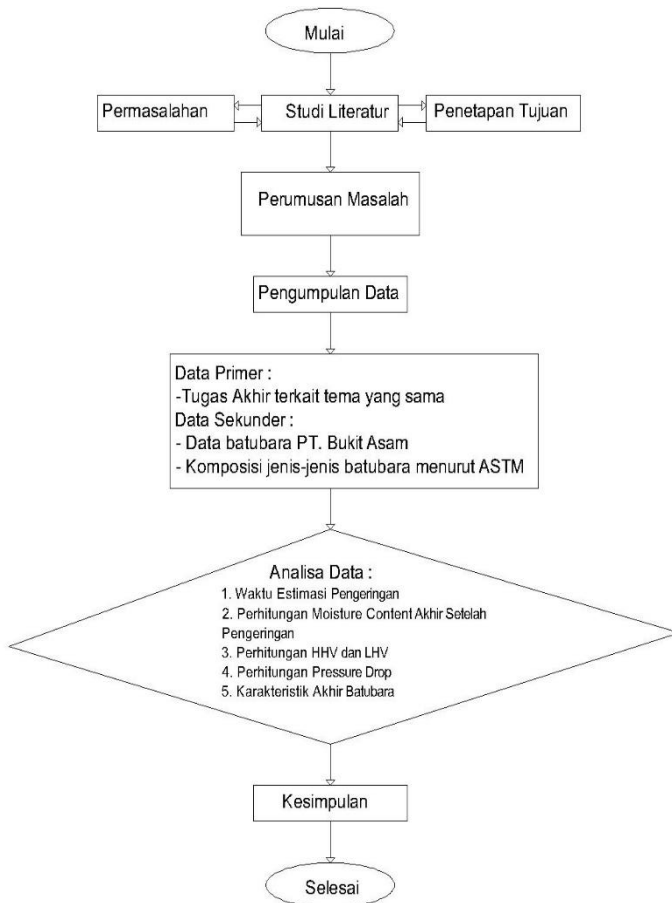 Mulai
Permasalahan
Studi Literatur
Penetapan Tujuan
Perumusan Masalah
Pengumpulan Data
Data Primer :
-Tugas Akhir terkait tema yang sama
Data Sekunder :
- Data batubara PT. Bukit Asam
- Komposisi jenis-jenis batubara menurut ASTM
Analisa Data :
1. Waktu Estimasi Pengeringan
2. Perhitungan Moisture Content Akhir Setelah
Pengeringan
3. Perhitungan HHV dan LHV
4. Perhitungan Pressure Drop
5. Karakteristik Akhir Batubara
Kesimpulan
Selesai